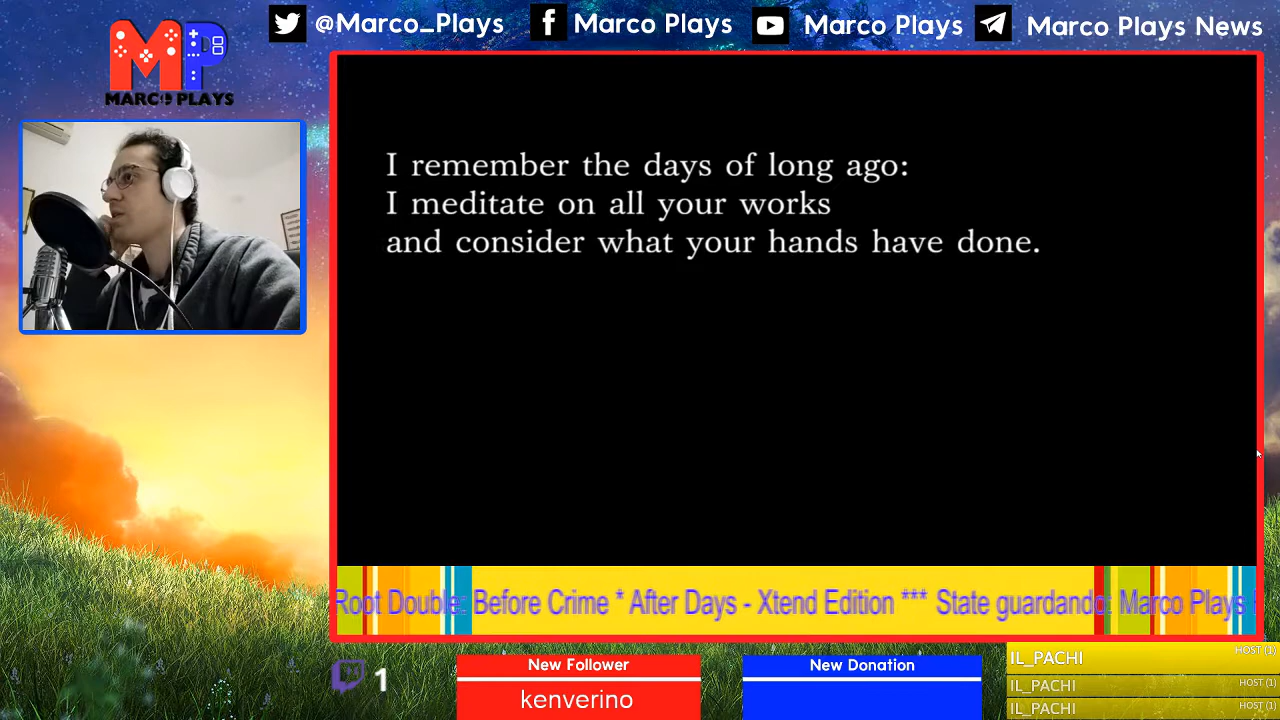 @Marco_Plays
Marco Plays
Marco Plays
Marco Plays News
MP
MARCO PLAYS
I remember the days of long ago:
I meditate on all your works
and consider what your hands have done.
Root Double: Before Crime * After Days - Xtend Edition *** State guardando: Marco Plays
1
New Follower
kenverino
New Donation
IL_PACHI HOST (1)
IL_PACHI HOST (1)
IL_PACHI HOST (1)